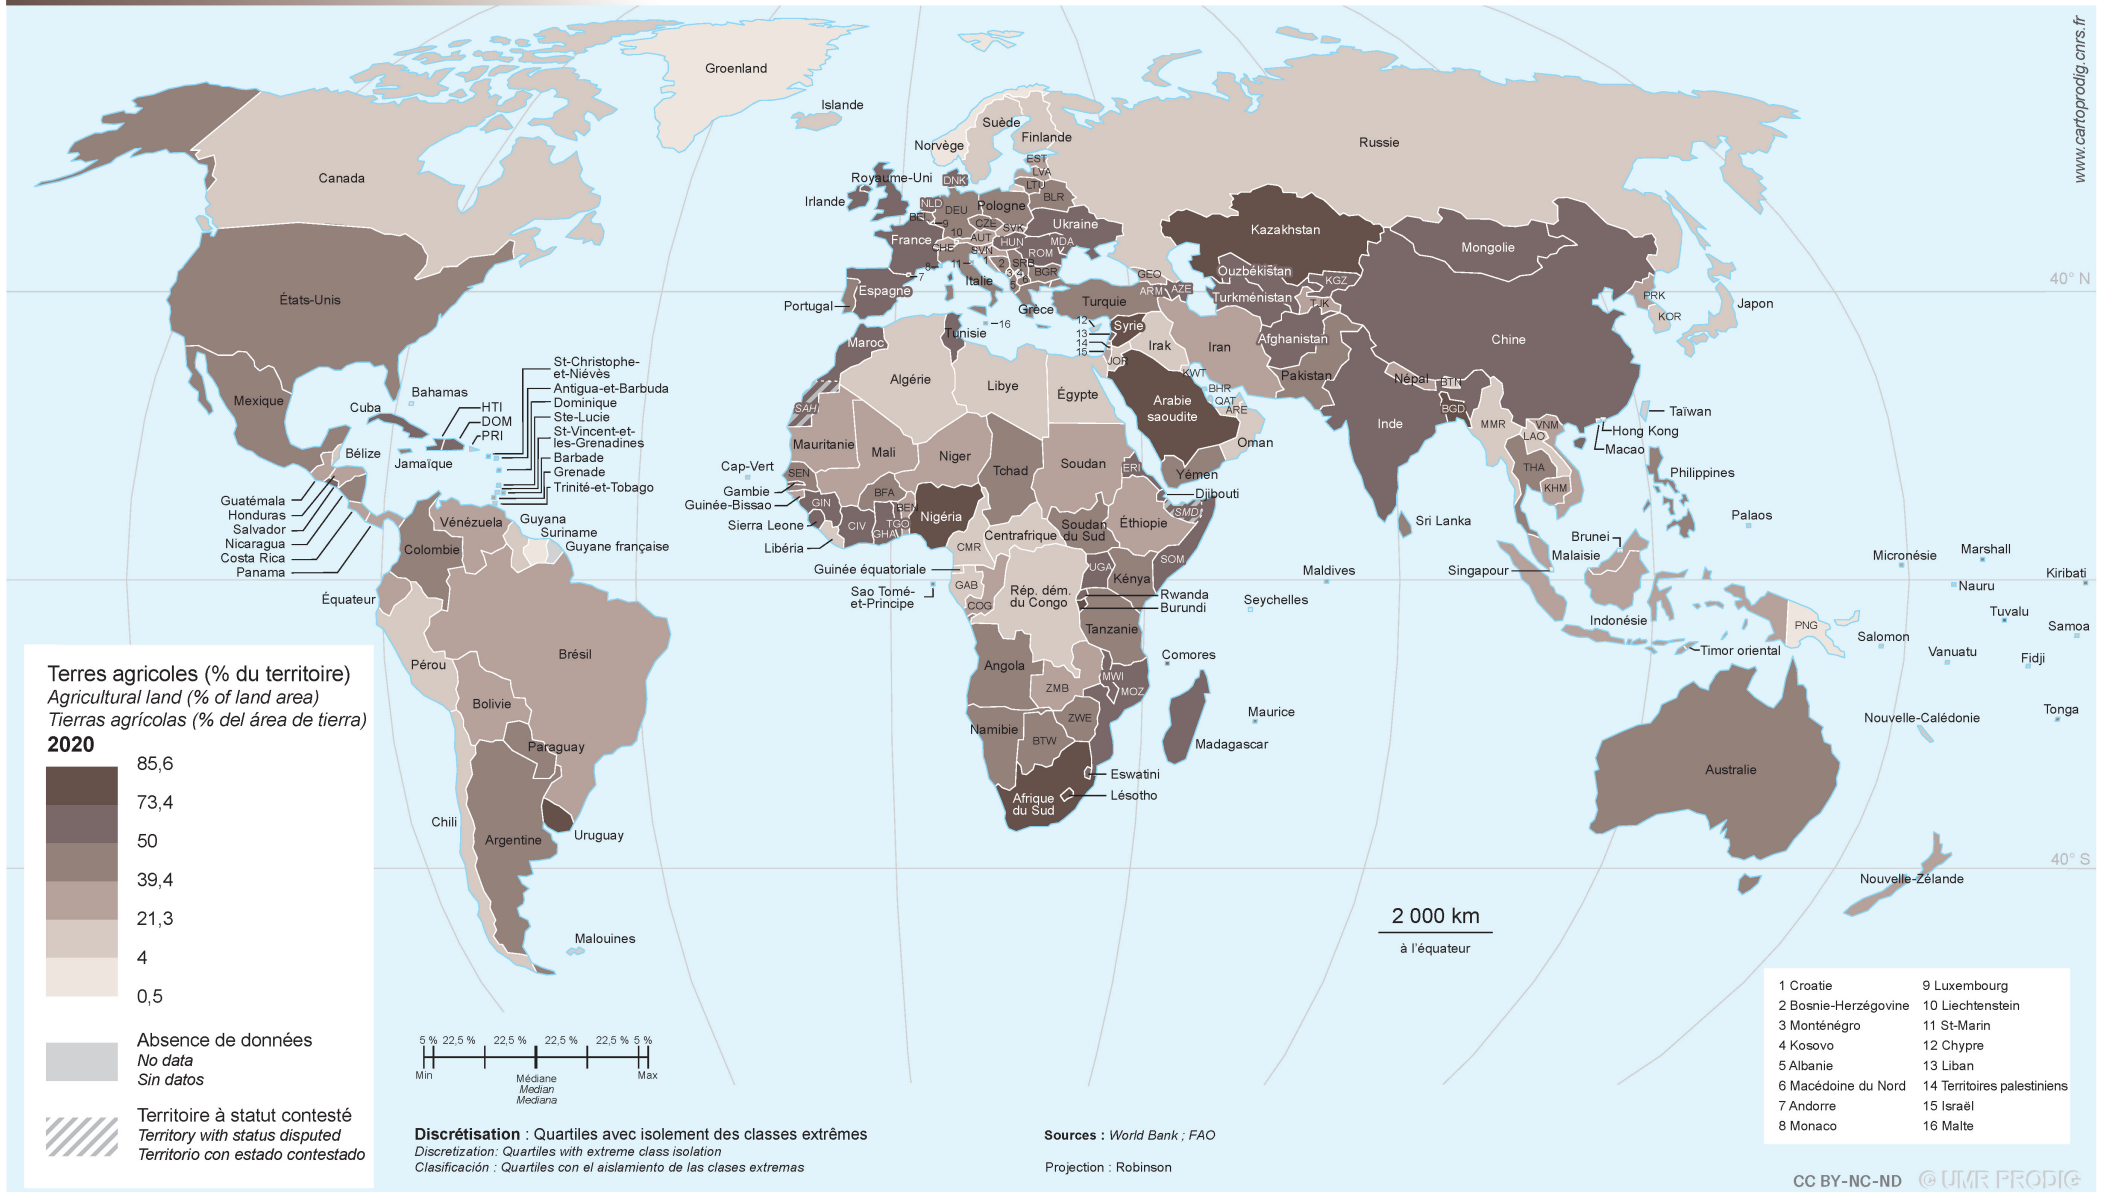 www.cartoprodig.cnrs.fr
Groenland
Islande
Suède
Finlande
Norvège
Russie
Canada
EST
LVA
LTU
BLR
Royaume-Uni
DNK
Irlande
NLD
DEU
Pologne
BEL
9
CZE
SVK
Ukraine
10
AUT
France
CHE
HUN
MDA
SVN
ROM
8
11
1
2
SRB
3
4
5
6
BGR
7
Italie
Espagne
Portugal
Grèce
Turquie
GEO
ARM
AZE
Kazakhstan
Mongolie
Ouzbékistan
KGZ
Turkménistan
TJK
40° N
PRK
KOR
Japon
États-Unis
16
Tunisie
12
13
14
15
Syrie
Maroc
Irak
Iran
Afghanistan
Chine
JOR
KWT
Pakistan
Népal
BTN
Algérie
Libye
Égypte
BHR
QAT
ARE
Arabie
saoudite
BGD
Oman
Inde
MMR
VNM
LAO
Taïwan
Hong Kong
Macao
SAHI
Mexique
Bahamas
Cuba
HTI
DOM
PRI
St-Christophe-
et-Niévès
Antigua-et-Barbuda
Dominique
Ste-Lucie
St-Vincent-et-
les-Grenadines
Barbade
Grenade
Trinité-et-Tobago
Bélize
Jamaïque
Guatémala
Honduras
Salvador
Nicaragua
Costa Rica
Panama
Cap-Vert
Gambie
Guinée-Bissao
Sierra Leone
Libéria
Mauritanie
Mali
Niger
Tchad
Soudan
ERI
Yémen
Djibouti
SEN
GIN
BFA
BEN
CIV
TGO
GHA
Nigéria
Centrafrique
Soudan
du Sud
Éthiopie
(SMD)
SOM
CMR
Guinée équatoriale
Sao Tomé-
et-Principe
GAB
COG
Rép. dém.
du Congo
UGA
Kénya
Rwanda
Burundi
Tanzanie
THA
KHM
Philippines
Sri Lanka
Maldives
Seychelles
Brunei
Malaisie
Singapour
Indonésie
PNG
Timor oriental
Palaos
Micronésie
Marshall
Kiribati
Nauru
Tuvalu
Samoa
Salomon
Vanuatu
Fidji
Tonga
Nouvelle-Calédonie
Vénézuela
Guyana
Suriname
Guyane française
Colombie
Équateur
Pérou
Brésil
Bolivie
Paraguay
Chili
Argentine
Uruguay
Malouines
Angola
ZMB
MWI
MOZ
Comores
Namibie
ZWE
BTW
Maurice
Madagascar
Eswatini
Lésotho
Afrique
du Sud
Australie
40° S
Nouvelle-Zélande
2 000 km
à l'équateur
Terres agricoles (% du territoire)
Agricultural land (% of land area)
Tierras agrícolas (% del área de tierra)
2020
85,6
73,4
50
39,4
21,3
4
0,5
Absence de données
No data
Sin datos
Territoire à statut contesté
Territory with status disputed
Territorio con estado contestado
5 % 22,5 % 22,5 % 22,5 % 22,5 % 5 %
Min Max
Médiane
Median
Mediana
Discrétisation : Quartiles avec isolement des classes extrêmes
Discretization: Quartiles with extreme class isolation
Clasificación : Quartiles con el aislamiento de las clases extremas
Sources : World Bank ; FAO
Projection : Robinson
1 Croatie
2 Bosnie-Herzégovine
3 Monténégro
4 Kosovo
5 Albanie
6 Macédoine du Nord
7 Andorre
8 Monaco
9 Luxembourg
10 Liechtenstein
11 St-Marin
12 Chypre
13 Liban
14 Territoires palestiniens
15 Israël
16 Malte
CC BY-NC-ND © UMR PRODIG